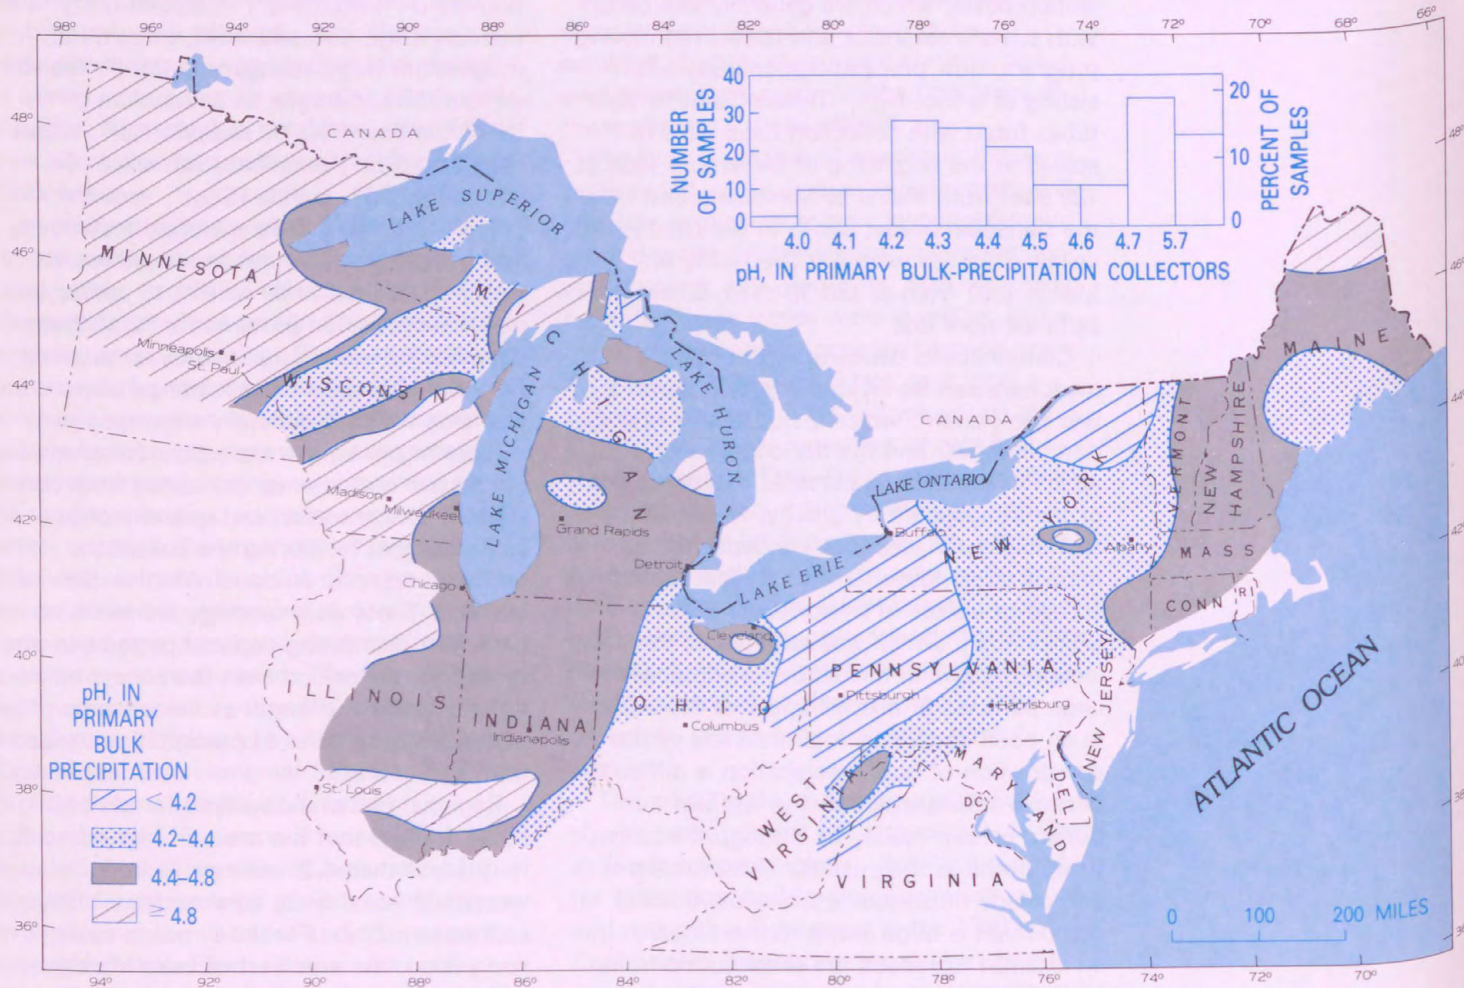 98° 96° 94° 92° 90° 88° 86° 84° 82° 80° 78° 76° 74° 72° 70° 68° 66°
48°
46°
44°
42°
40°
38°
36°
48°
46°
44°
42°
40°
38°
94° 92° 90° 88° 86° 84° 82° 80° 78° 76° 74° 72° 70°
NUMBER
OF SAMPLES
40
30
20
10
0
20
10
0
PERCENT OF
SAMPLES
4.0 4.1 4.2 4.3 4.4 4.5 4.6 4.7 5.7
pH, IN PRIMARY BULK-PRECIPITATION COLLECTORS
CANADA
LAKE SUPERIOR
MINNESOTA
MICHIGAN
Minneapolis
St. Paul
WISCONSIN
LAKE MICHIGAN
LAKE HURON
CANADA
MAINE
VERMONT
NEW HAMPSHIRE
Madison
Milwaukee
Grand Rapids
LAKE ONTARIO
NEW YORK
Buffalo
Albany
MASS
Detroit
LAKE ERIE
Chicago
CONN
RI
Cleveland
PENNSYLVANIA
Pittsburgh
Harrisburg
NEW JERSEY
ILLINOIS
INDIANA
Indianapolis
OHIO
Columbus
ATLANTIC OCEAN
St. Louis
WEST
VIRGINIA
MARYLAND
DC
DEL
VIRGINIA
pH, IN
PRIMARY
BULK
PRECIPITATION
≤ 4.2
4.2–4.4
4.4–4.8
≥ 4.8
0 100 200 MILES